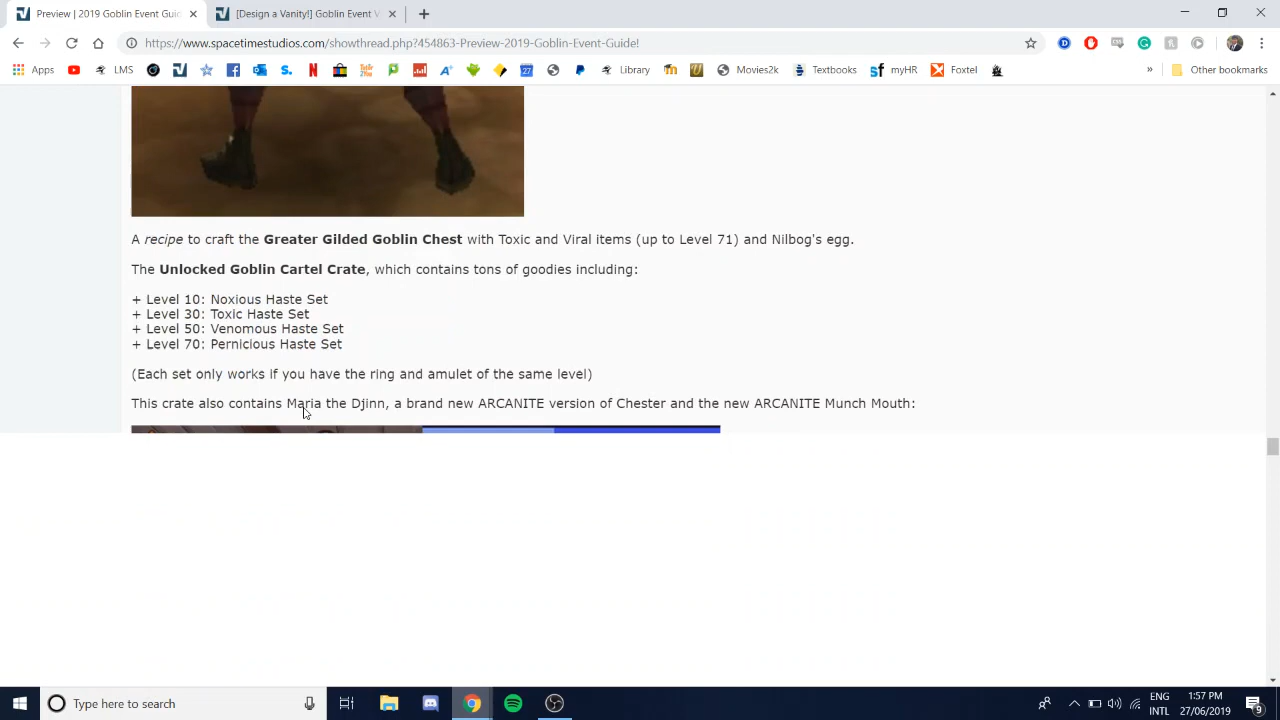 Preview | 2019 Goblin Event Gui
[Design a Vanity!] Goblin Event V
https://www.spacetimestudios.com/showthread.php?454863-Preview-2019-Goblin-Event-Guide!
Apps LMS Library Movies2k Textbooks myHR Foxtel » Other bookmarks
A recipe to craft the Greater Gilded Goblin Chest with Toxic and Viral items (up to Level 71) and Nilbog's egg.
The Unlocked Goblin Cartel Crate, which contains tons of goodies including:
+ Level 10: Noxious Haste Set
+ Level 30: Toxic Haste Set
+ Level 50: Venomous Haste Set
+ Level 70: Pernicious Haste Set
(Each set only works if you have the ring and amulet of the same level)
This crate also contains Maria the Djinn, a brand new ARCANITE version of Chester and the new ARCANITE Munch Mouth:
Type here to search
ENG
INTL
1:57 PM
27/06/2019
9